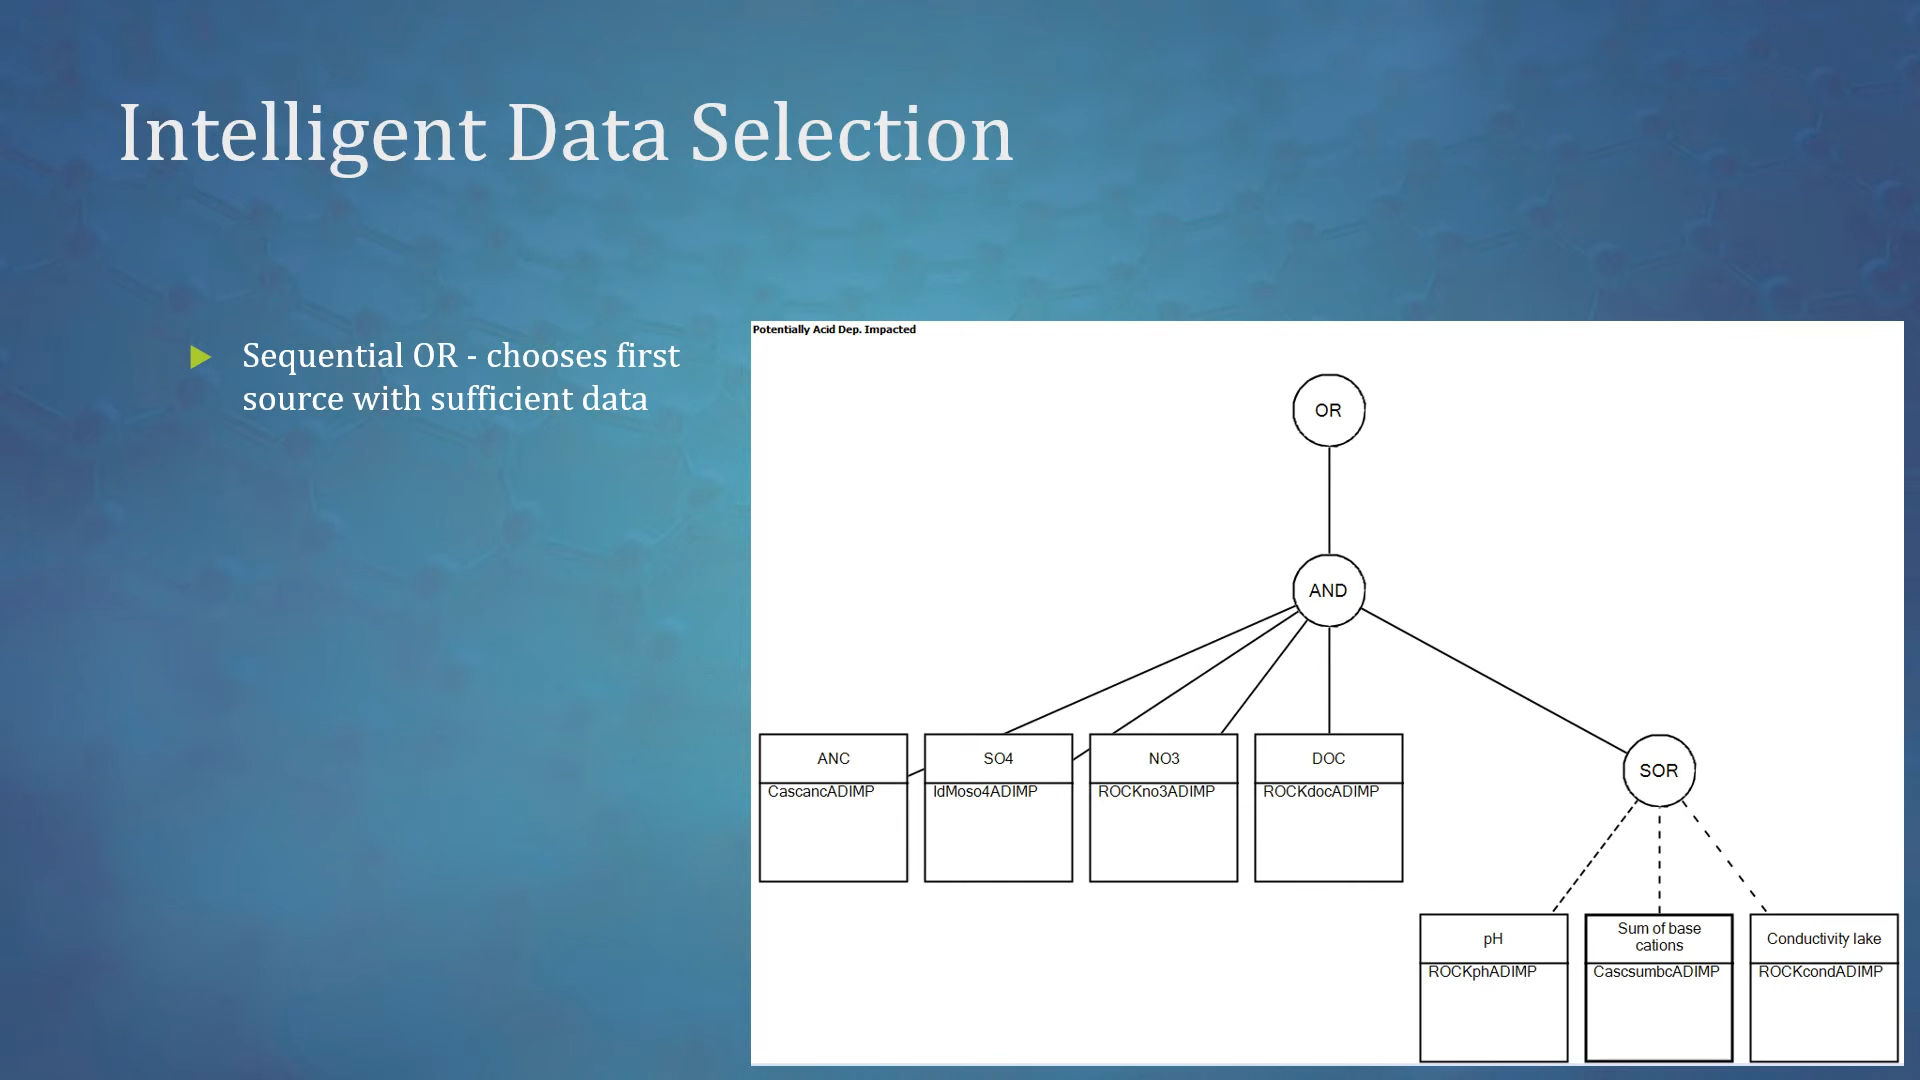 Intelligent Data Selection
Sequential OR - chooses first
source with sufficient data
Potentially Acid Dep. Impacted
OR
AND
ANC
SO4
NO3
DOC
SOR
CascancADIMP
IdMoso4ADIMP
ROCKno3ADIMP
ROCKdocADIMP
pH
Sum of base
cations
Conductivity lake
ROCKphADIMP
CascsumbcADIMP
ROCKcondADIMP